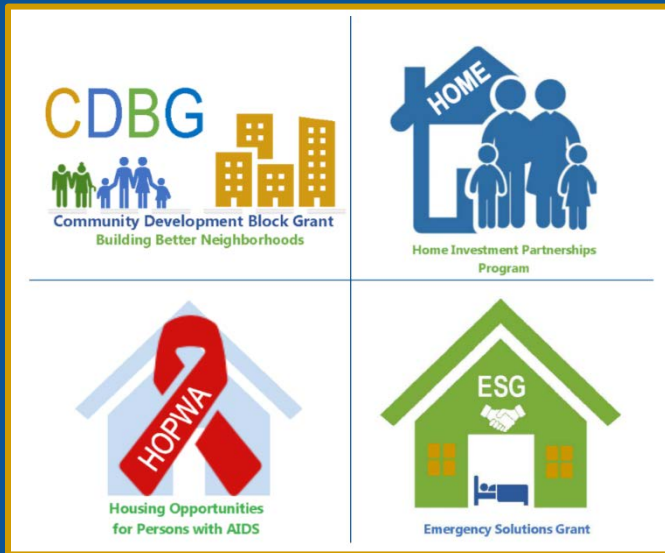 CDBG
Community Development Block Grant
Building Better Neighborhoods
HOME
Home Investment Partnerships
Program
HOPWA
Housing Opportunities
for Persons with AIDS
ESG
Emergency Solutions Grant